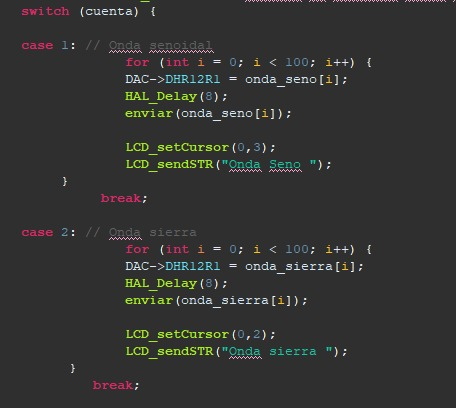 switch (cuenta) {
case 1: // Onda senoidal
for (int i = 0; i < 100; i++) {
DAC->DHR12R1 = onda_seno[i];
HAL_Delay(8);
enviar(onda_seno[i]);
LCD_setCursor(0,3);
LCD_sendSTR("Onda Seno ");
}
break;
case 2: // Onda sierra
for (int i = 0; i < 100; i++) {
DAC->DHR12R1 = onda_sierra[i];
HAL_Delay(8);
enviar(onda_sierra[i]);
LCD_setCursor(0,2);
LCD_sendSTR("Onda sierra ");
}
break;